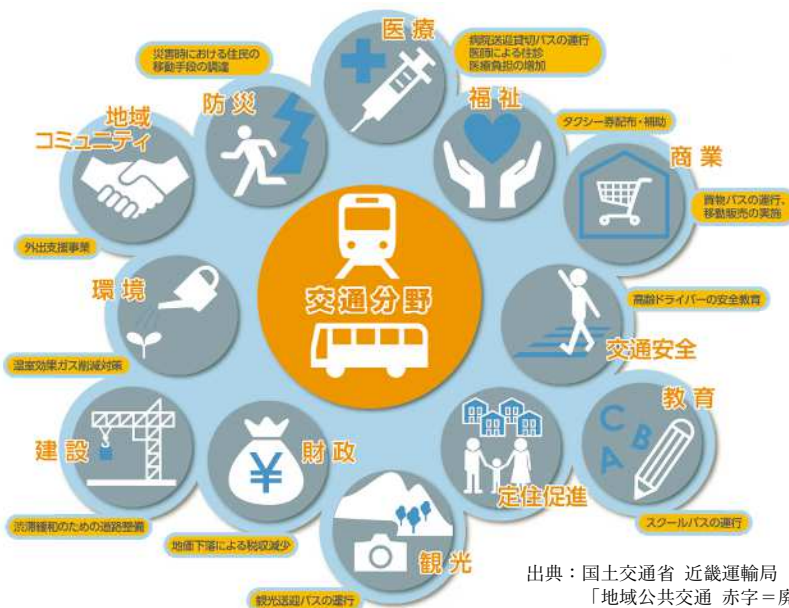 医療
病院送迎貸切バスの運行
医師による往診
医療負担の増加
災害時における住民の
移動手段の調達
防災
福祉
タクシー券配布・補助
地域
コミュニティ
商業
買物バスの運行、
移動販売の実施
外出支援事業
環境
交通分野
高齢ドライバーの安全教育
交通安全
温室効果ガス削減対策
教育
建設
財政
定住促進
スクールバスの運行
渋滞緩和のための道路整備
地価下落による税収減少
観光
観光送迎バスの運行
CBA
¥
出典：国土交通省 近畿運輸局
「地域公共交通 赤字＝廃